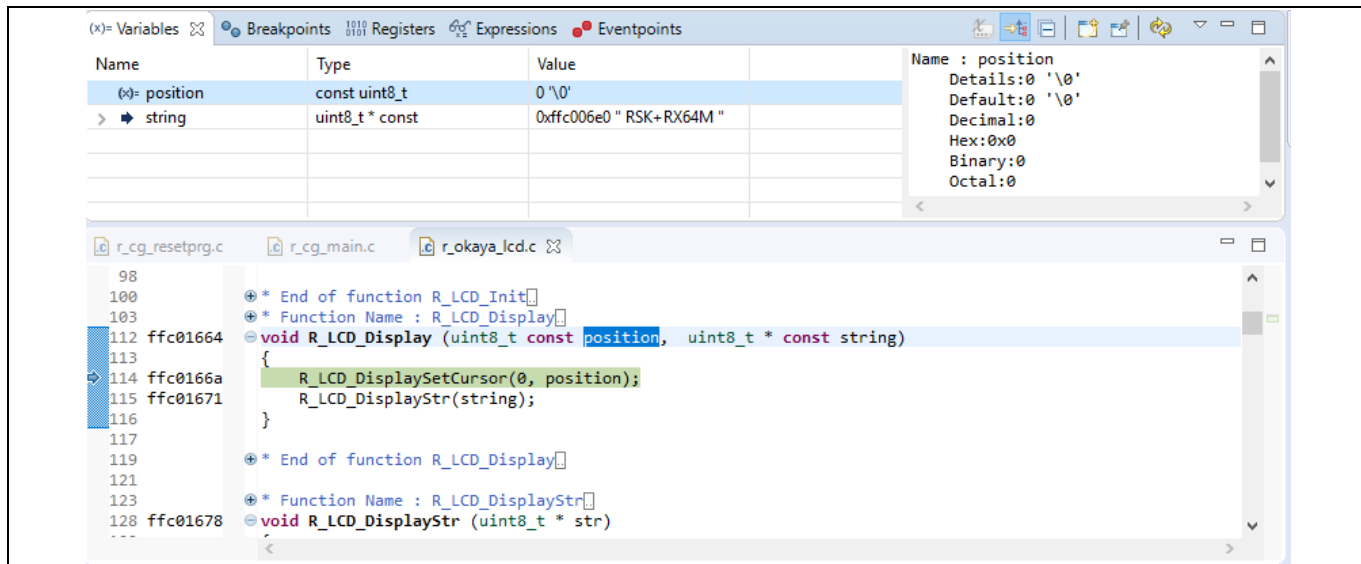 (x)= Variables Breakpoints Registers Expressions Eventpoints
Name Type Value
(x)= position const uint8_t 0 '\0'
string uint8_t * const 0xffc006e0 " RSK+RX64M "
Name : position
Details:0 '\0'
Default:0 '\0'
Decimal:0
Hex:0x0
Binary:0
Octal:0
r_cg_resetprg.c r_cg_main.c r_okaya_lcd.c
98
100 * End of function R_LCD_Init
103 * Function Name : R_LCD_Display
112 ffc01664 void R_LCD_Display (uint8_t const position, uint8_t * const string)
113 {
114 ffc0166a R_LCD_DisplaySetCursor(0, position);
115 ffc01671 R_LCD_DisplayStr(string);
116 }
117
119 * End of function R_LCD_Display
121
123 * Function Name : R_LCD_DisplayStr
128 ffc01678 void R_LCD_DisplayStr (uint8_t * str)